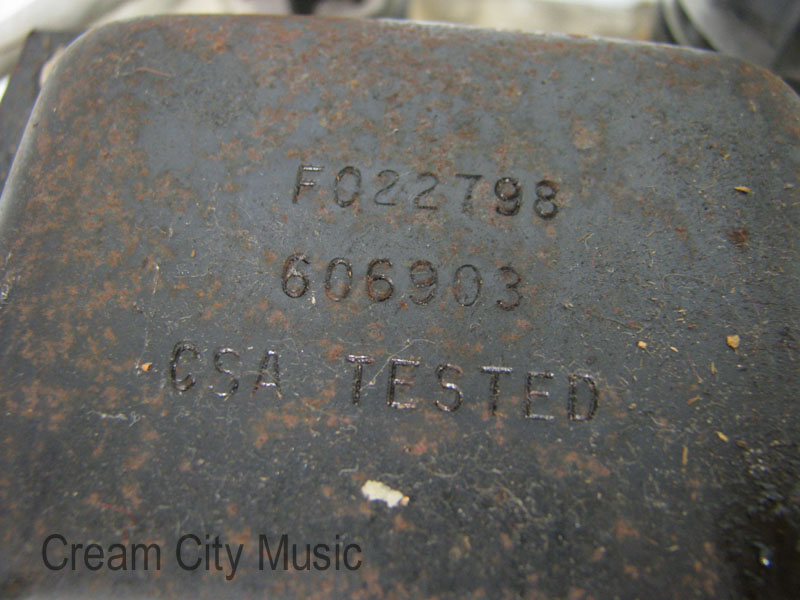 F022798
606903
CSA TESTED
Cream City Music